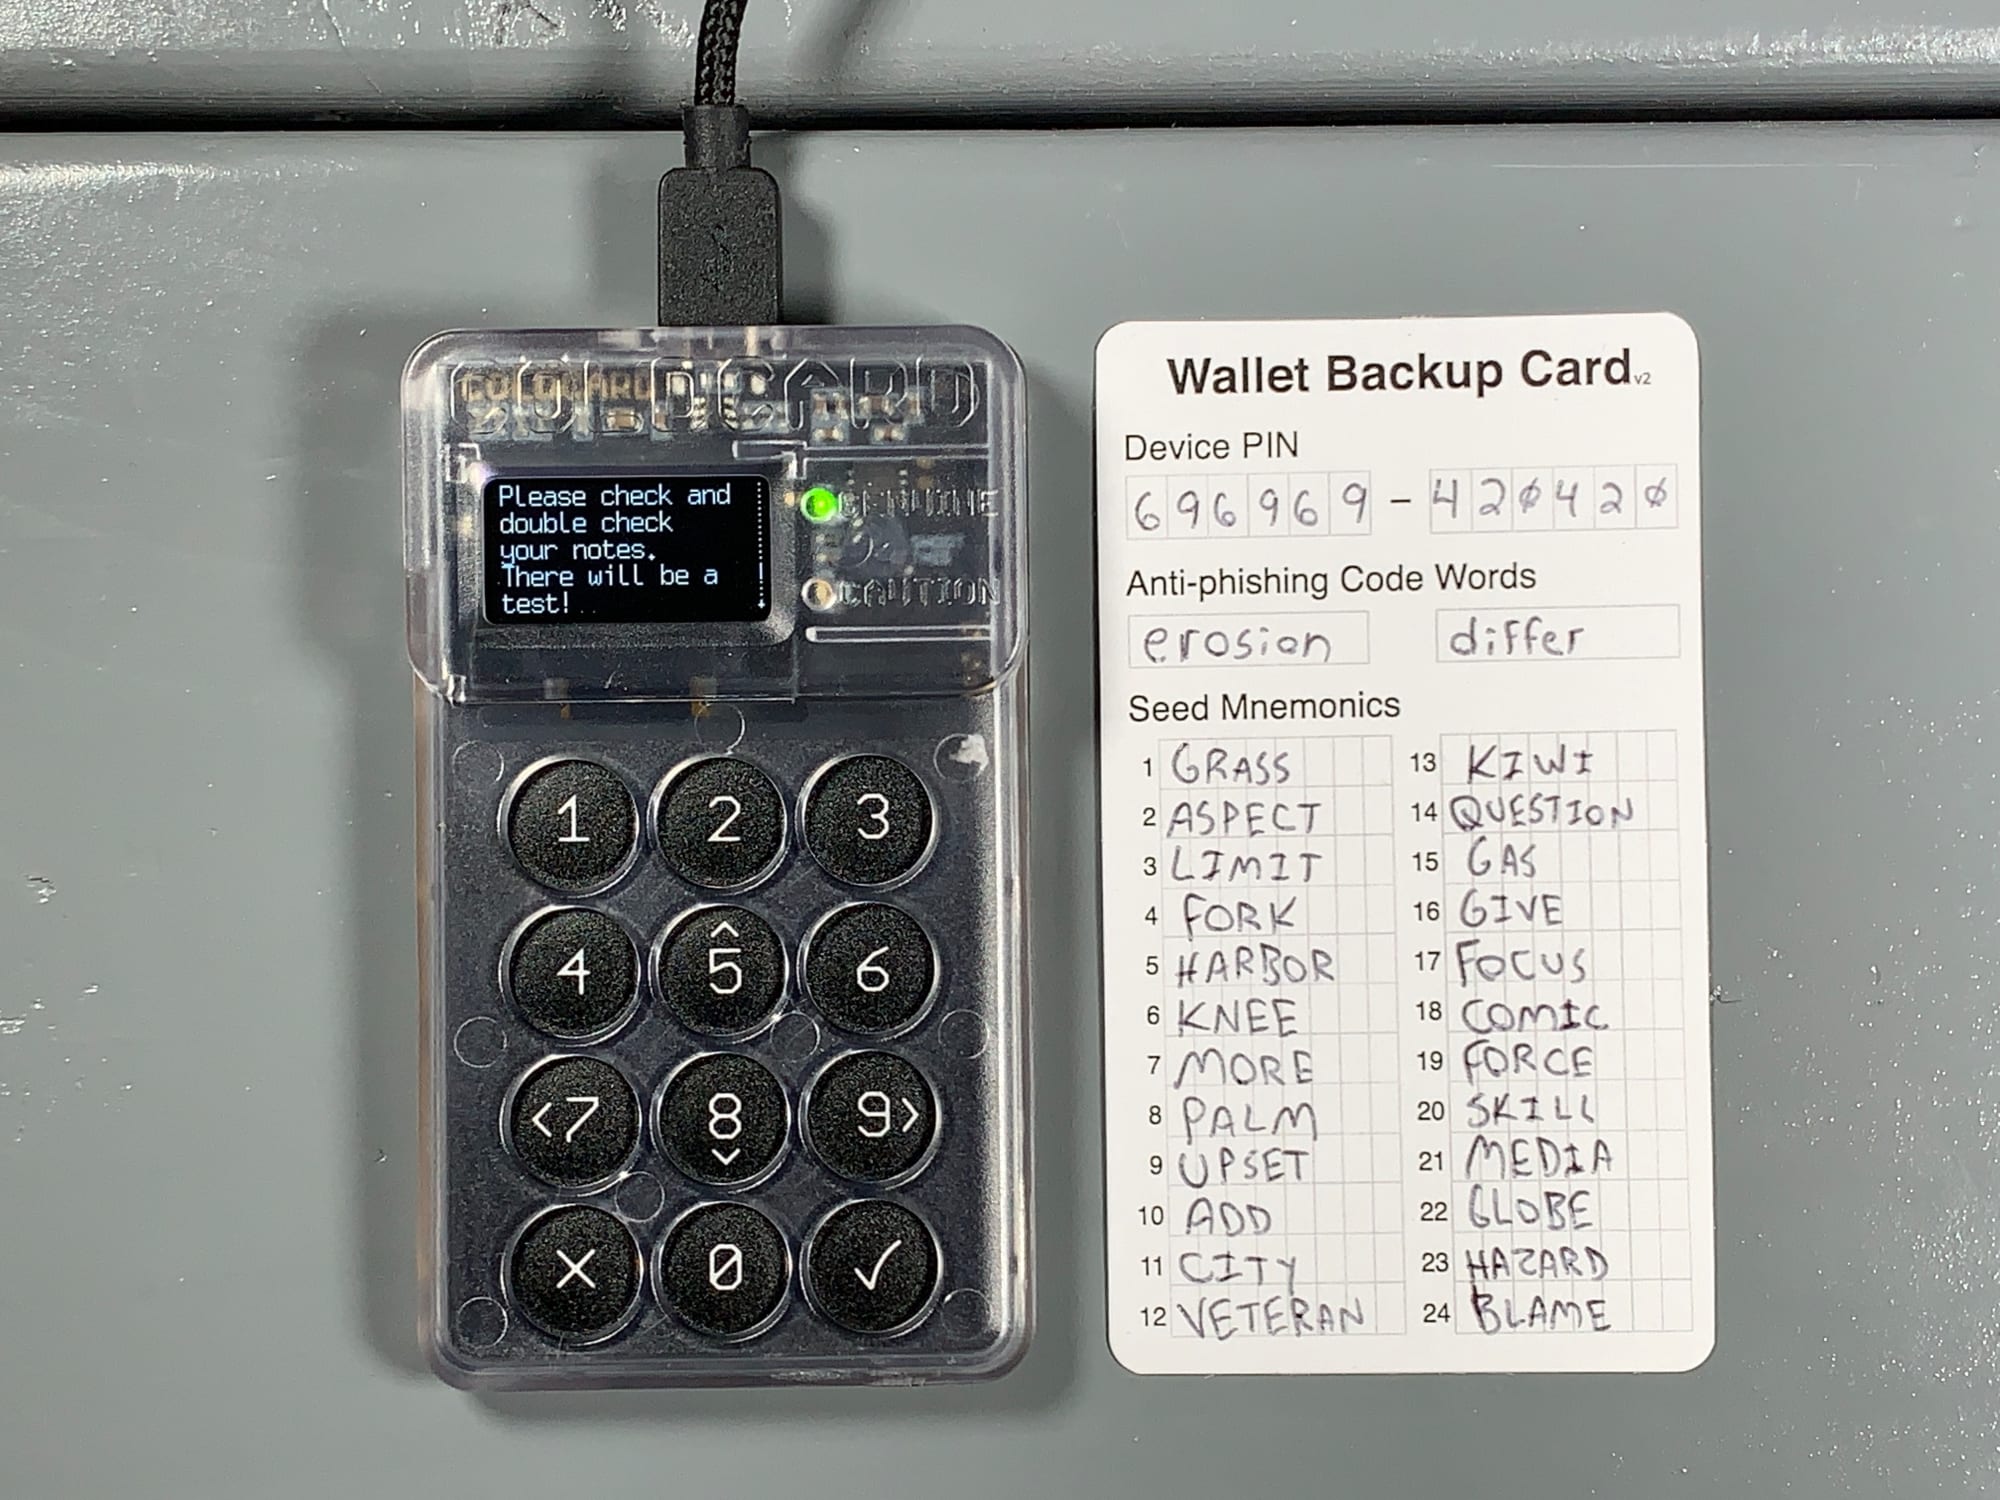 COLDCARD
COLDCARD
Please check and
double check
your notes.
There will be a
test!
GENUINE
CAUTION
1 2 3
4 5 6
<7 8 9>
0
Wallet Backup Card v2
Device PIN
696969 - 420420
Anti-phishing Code Words
erosion differ
Seed Mnemonics
1 GRASS
2 ASPECT
3 LIMIT
4 FORK
5 HARBOR
6 KNEE
7 MORE
8 PALM
9 UPSET
10 ADD
11 CITY
12 VETERAN
13 KIWI
14 QUESTION
15 GAS
16 GIVE
17 FOCUS
18 COMIC
19 FORCE
20 SKILL
21 MEDIA
22 GLOBE
23 HAZARD
24 BLAME